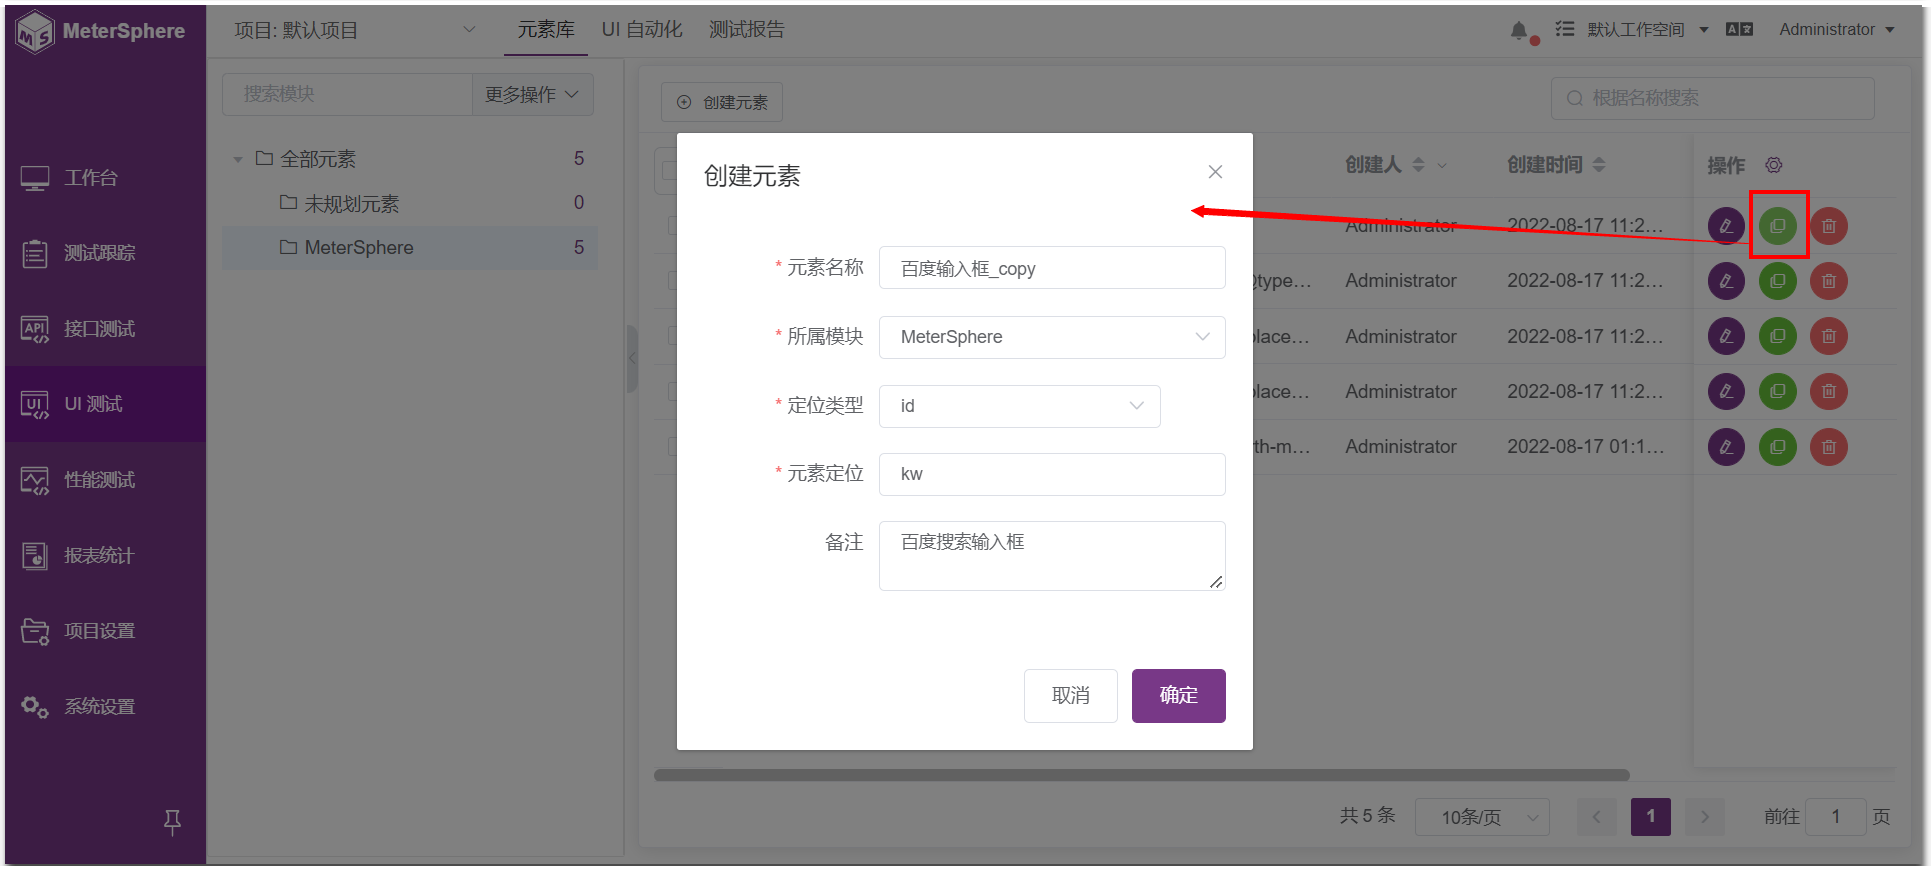 MeterSphere
项目: 默认项目
元素库
UI 自动化
测试报告
默认工作空间
Administrator
工作台
测试跟踪
接口测试
UI 测试
性能测试
报表统计
项目设置
系统设置
搜索模块
更多操作
全部元素 5
未规划元素 0
MeterSphere 5
创建元素
根据名称搜索
创建人
创建时间
操作
Administrator 2022-08-17 11:2...
@type... Administrator 2022-08-17 11:2...
place... Administrator 2022-08-17 11:2...
place... Administrator 2022-08-17 11:2...
th-m... Administrator 2022-08-17 01:1...
创建元素
* 元素名称 百度输入框_copy
* 所属模块 MeterSphere
* 定位类型 id
* 元素定位 kw
备注 百度搜索输入框
取消
确定
共 5 条
10条/页
1
前往 1 页